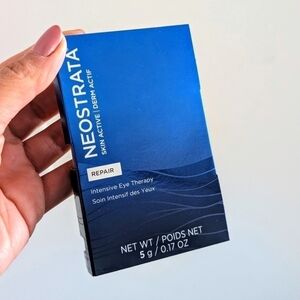 NEOSTRATA
SKIN ACTIVE | DERM ACTIF
REPAIR
Intensive Eye Therapy
Soin Intensif des Yeux
NET WT / POIDS NET
5 g / 0.17 OZ